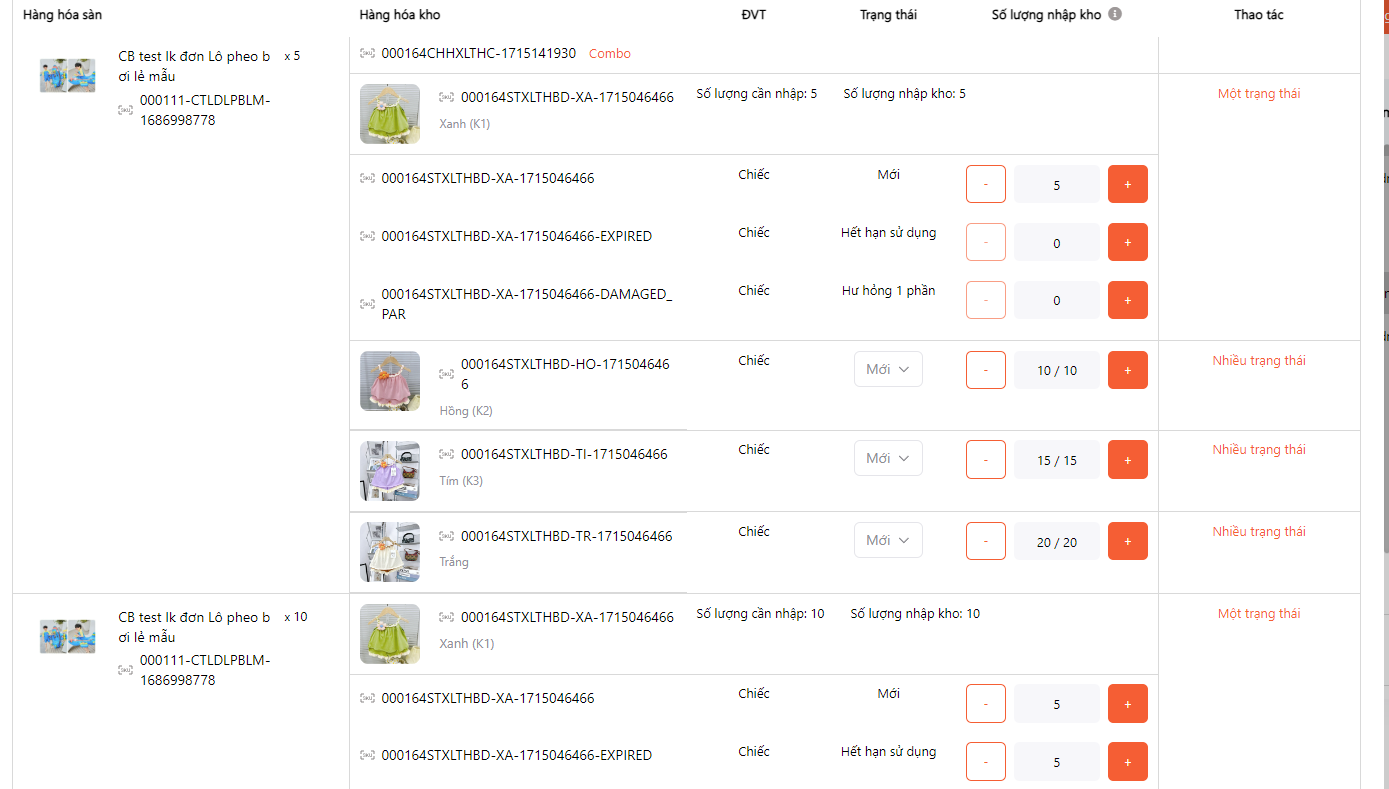 Hàng hóa sàn Hàng hóa kho ĐVT Trạng thái Số lượng nhập kho Thao tác
CB test lk đơn Lô pheo b x 5
ơi lẻ mẫu
000111-CTLDLPBLM-
1686998778
000164CHHXLTHC-1715141930 Combo
000164STXLTHBD-XA-1715046466 Số lượng cần nhập: 5 Số lượng nhập kho: 5 Một trạng thái
Xanh (K1)
000164STXLTHBD-XA-1715046466 Chiếc Mới - 5 +
000164STXLTHBD-XA-1715046466-EXPIRED Chiếc Hết hạn sử dụng - 0 +
000164STXLTHBD-XA-1715046466-DAMAGED_ Chiếc Hư hỏng 1 phần - 0 +
PAR
000164STXLTHBD-HO-171504646 Chiếc Mới - 10 / 10 + Nhiều trạng thái
6
Hồng (K2)
000164STXLTHBD-TI-1715046466 Chiếc Mới - 15 / 15 + Nhiều trạng thái
Tím (K3)
000164STXLTHBD-TR-1715046466 Chiếc Mới - 20 / 20 + Nhiều trạng thái
Trắng
CB test lk đơn Lô pheo b x 10
ơi lẻ mẫu
000111-CTLDLPBLM-
1686998778
000164STXLTHBD-XA-1715046466 Số lượng cần nhập: 10 Số lượng nhập kho: 10 Một trạng thái
Xanh (K1)
000164STXLTHBD-XA-1715046466 Chiếc Mới - 5 +
000164STXLTHBD-XA-1715046466-EXPIRED Chiếc Hết hạn sử dụng - 5 +